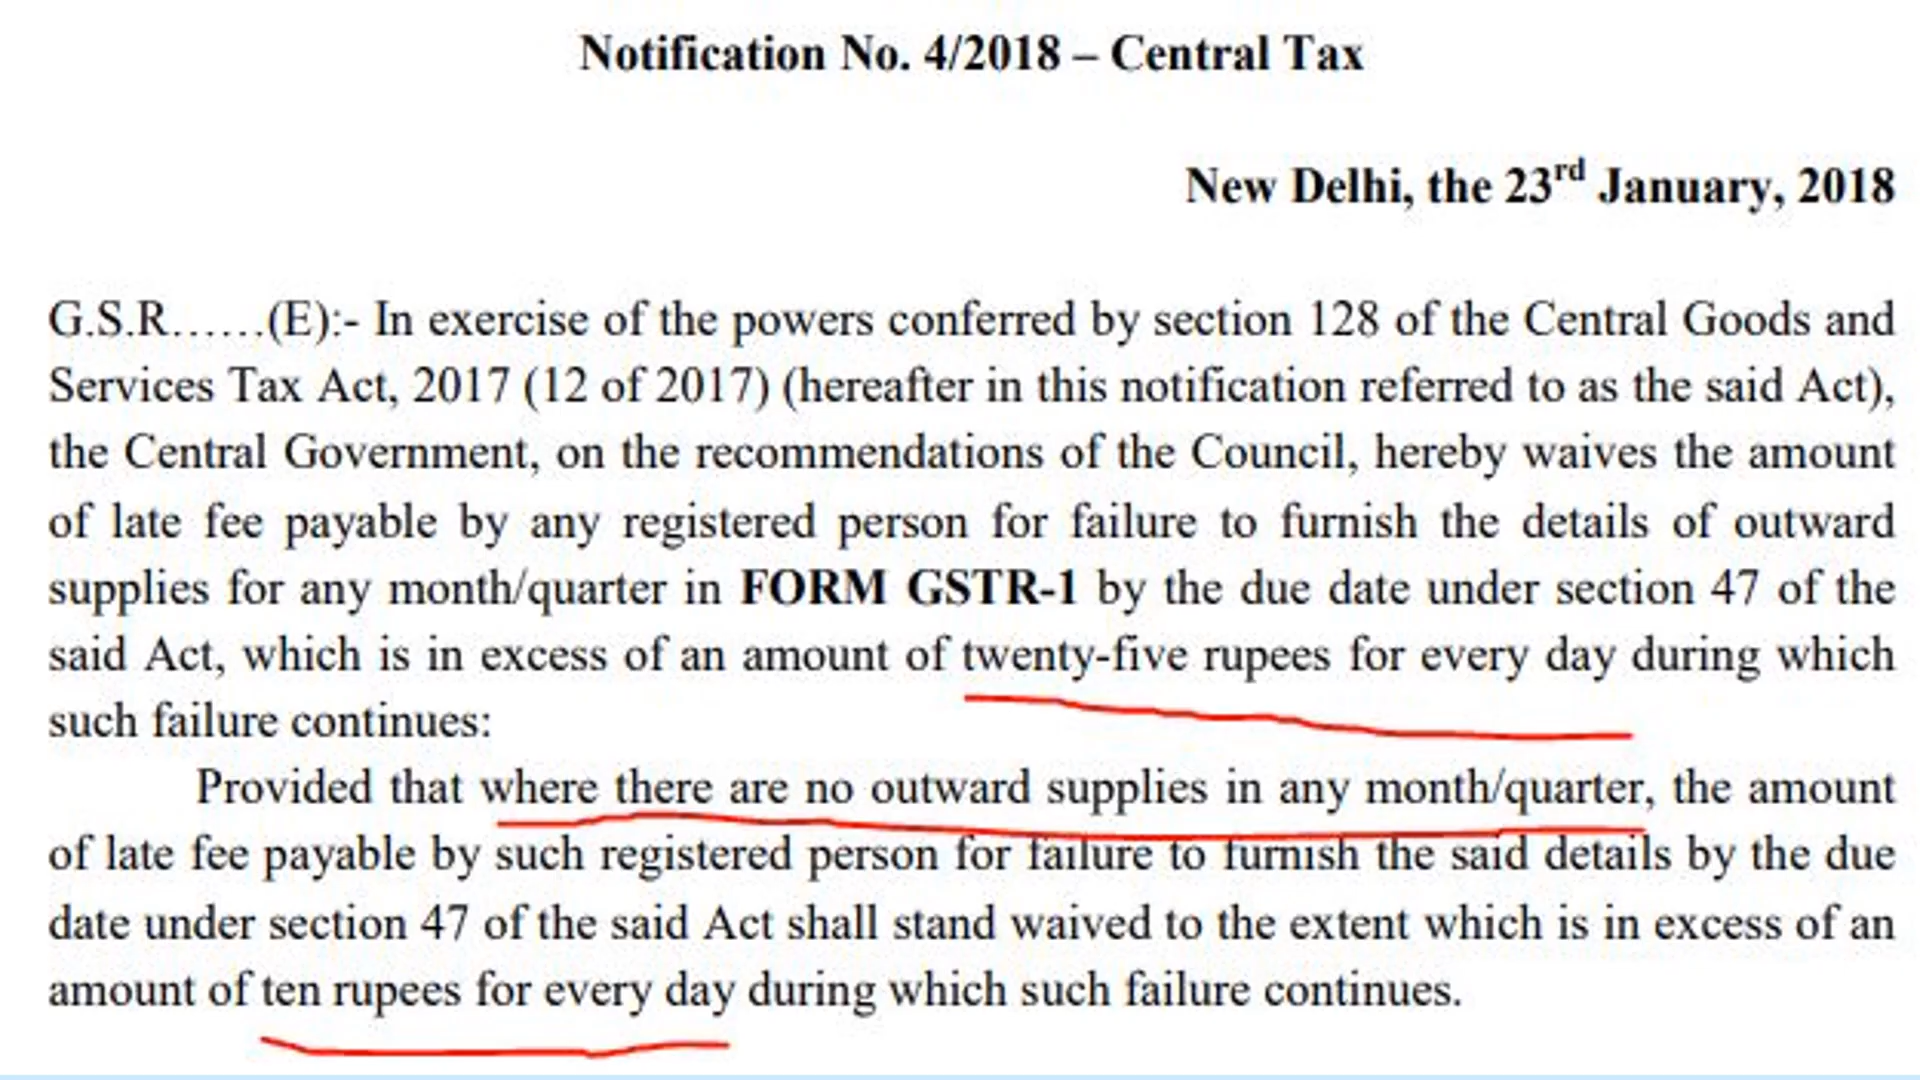 Notification No. 4/2018 – Central Tax
New Delhi, the 23rd January, 2018
G.S.R......(E):- In exercise of the powers conferred by section 128 of the Central Goods and
Services Tax Act, 2017 (12 of 2017) (hereafter in this notification referred to as the said Act),
the Central Government, on the recommendations of the Council, hereby waives the amount
of late fee payable by any registered person for failure to furnish the details of outward
supplies for any month/quarter in FORM GSTR-1 by the due date under section 47 of the
said Act, which is in excess of an amount of twenty-five rupees for every day during which
such failure continues:
Provided that where there are no outward supplies in any month/quarter, the amount
of late fee payable by such registered person for failure to furnish the said details by the due
date under section 47 of the said Act shall stand waived to the extent which is in excess of an
amount of ten rupees for every day during which such failure continues.